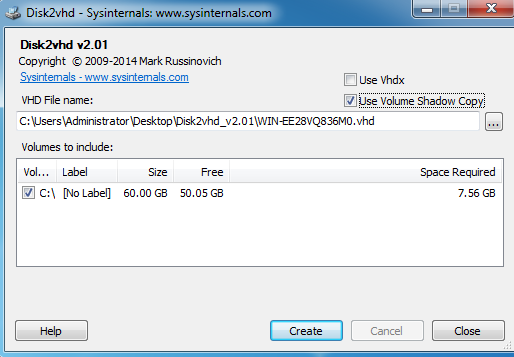 Disk2vhd - Sysinternals: www.sysinternals.com
Disk2vhd v2.01
Copyright © 2009-2014 Mark Russinovich
Sysinternals - www.sysinternals.com
Use Vhdx
VHD File name:
Use Volume Shadow Copy
C:\Users\Administrator\Desktop\Disk2vhd_v2.01\WIN-EE28VQ836M0.vhd
...
Volumes to include:
Vol... Label Size Free Space Required
C:\ [No Label] 60.00 GB 50.05 GB 7.56 GB
Help Create Cancel Close